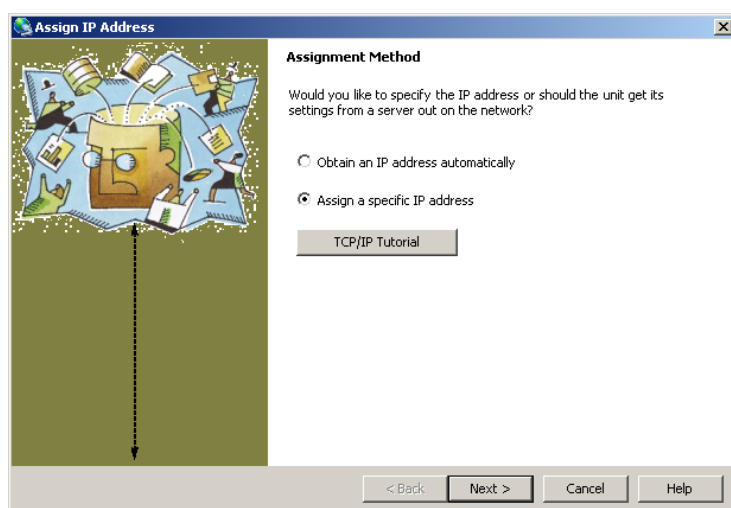 Assign IP Address
Assignment Method
Would you like to specify the IP address or should the unit get its
settings from a server out on the network?
Obtain an IP address automatically
Assign a specific IP address
TCP/IP Tutorial
< Back
Next >
Cancel
Help